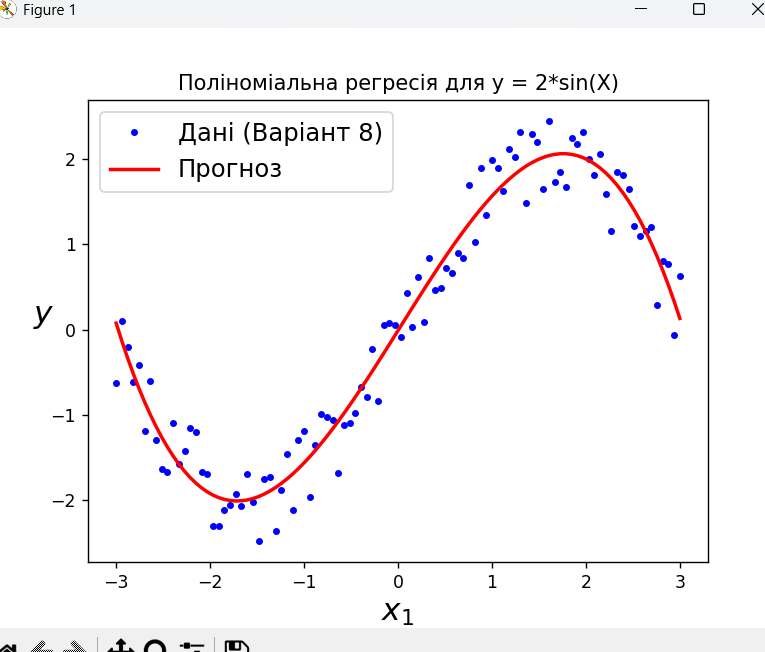 Figure 1
Поліноміальна регресія для y = 2*sin(X)
Дані (Варіант 8)
Прогноз
2
1
0
−1
−2
y
−3 −2 −1 0 1 2 3
x₁